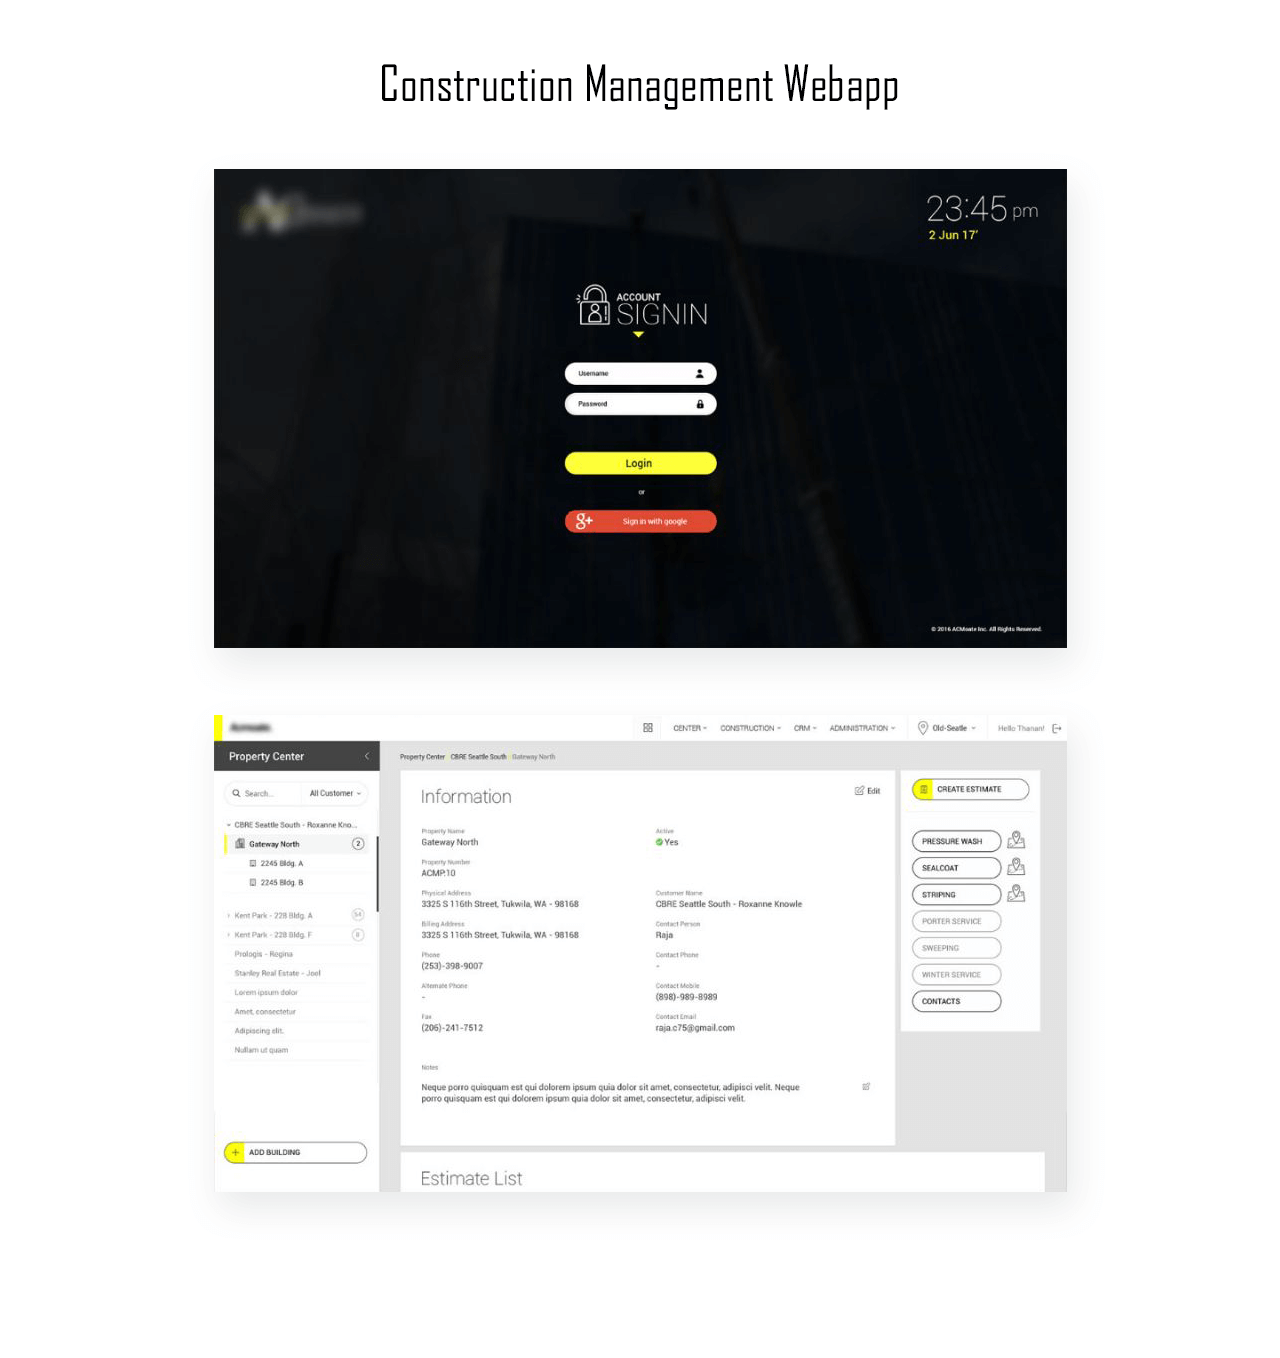 Construction Management Webapp
23:45 pm
2 Jun 17'
ACCOUNT
SIGNIN
Username
Password
Login
or
g+ Sign in with google
© 2016 ACMoate Inc. All Rights Reserved.
Acmoate.
CENTER CONSTRUCTION CRM ADMINISTRATION Old-Seatle Hello Thanan!
Property Center
Property Center CBRE Seattle South Gateway North
Search... All Customer
CBRE Seattle South - Roxanne Kno...
Gateway North 2
2245 Bldg. A
2245 Bldg. B
Kent Park - 228 Bldg. A 54
Kent Park - 228 Bldg. F 8
Prologis - Regina
Stanley Real Estate - Joel
Lorem ipsum dolor
Amet, consectetur
Adipiscing elit.
Nullam ut quam
ADD BUILDING
Information
Edit
Property Name
Gateway North
Active
Yes
Property Number
ACMP.10
Physical Address
3325 S 116th Street, Tukwila, WA - 98168
Customer Name
CBRE Seattle South - Roxanne Knowle
Billing Address
3325 S 116th Street, Tukwila, WA - 98168
Contact Person
Raja
Phone
(253)-398-9007
Contact Phone
-
Alternate Phone
-
Contact Mobile
(898)-989-8989
Fax
(206)-241-7512
Contact Email
raja.c75@gmail.com
Notes
Neque porro quisquam est qui dolorem ipsum quia dolor sit amet, consectetur, adipisci velit. Neque
porro quisquam est qui dolorem ipsum quia dolor sit amet, consectetur, adipisci velit.
CREATE ESTIMATE
PRESSURE WASH
SEALCOAT
STRIPING
PORTER SERVICE
SWEEPING
WINTER SERVICE
CONTACTS
Estimate List